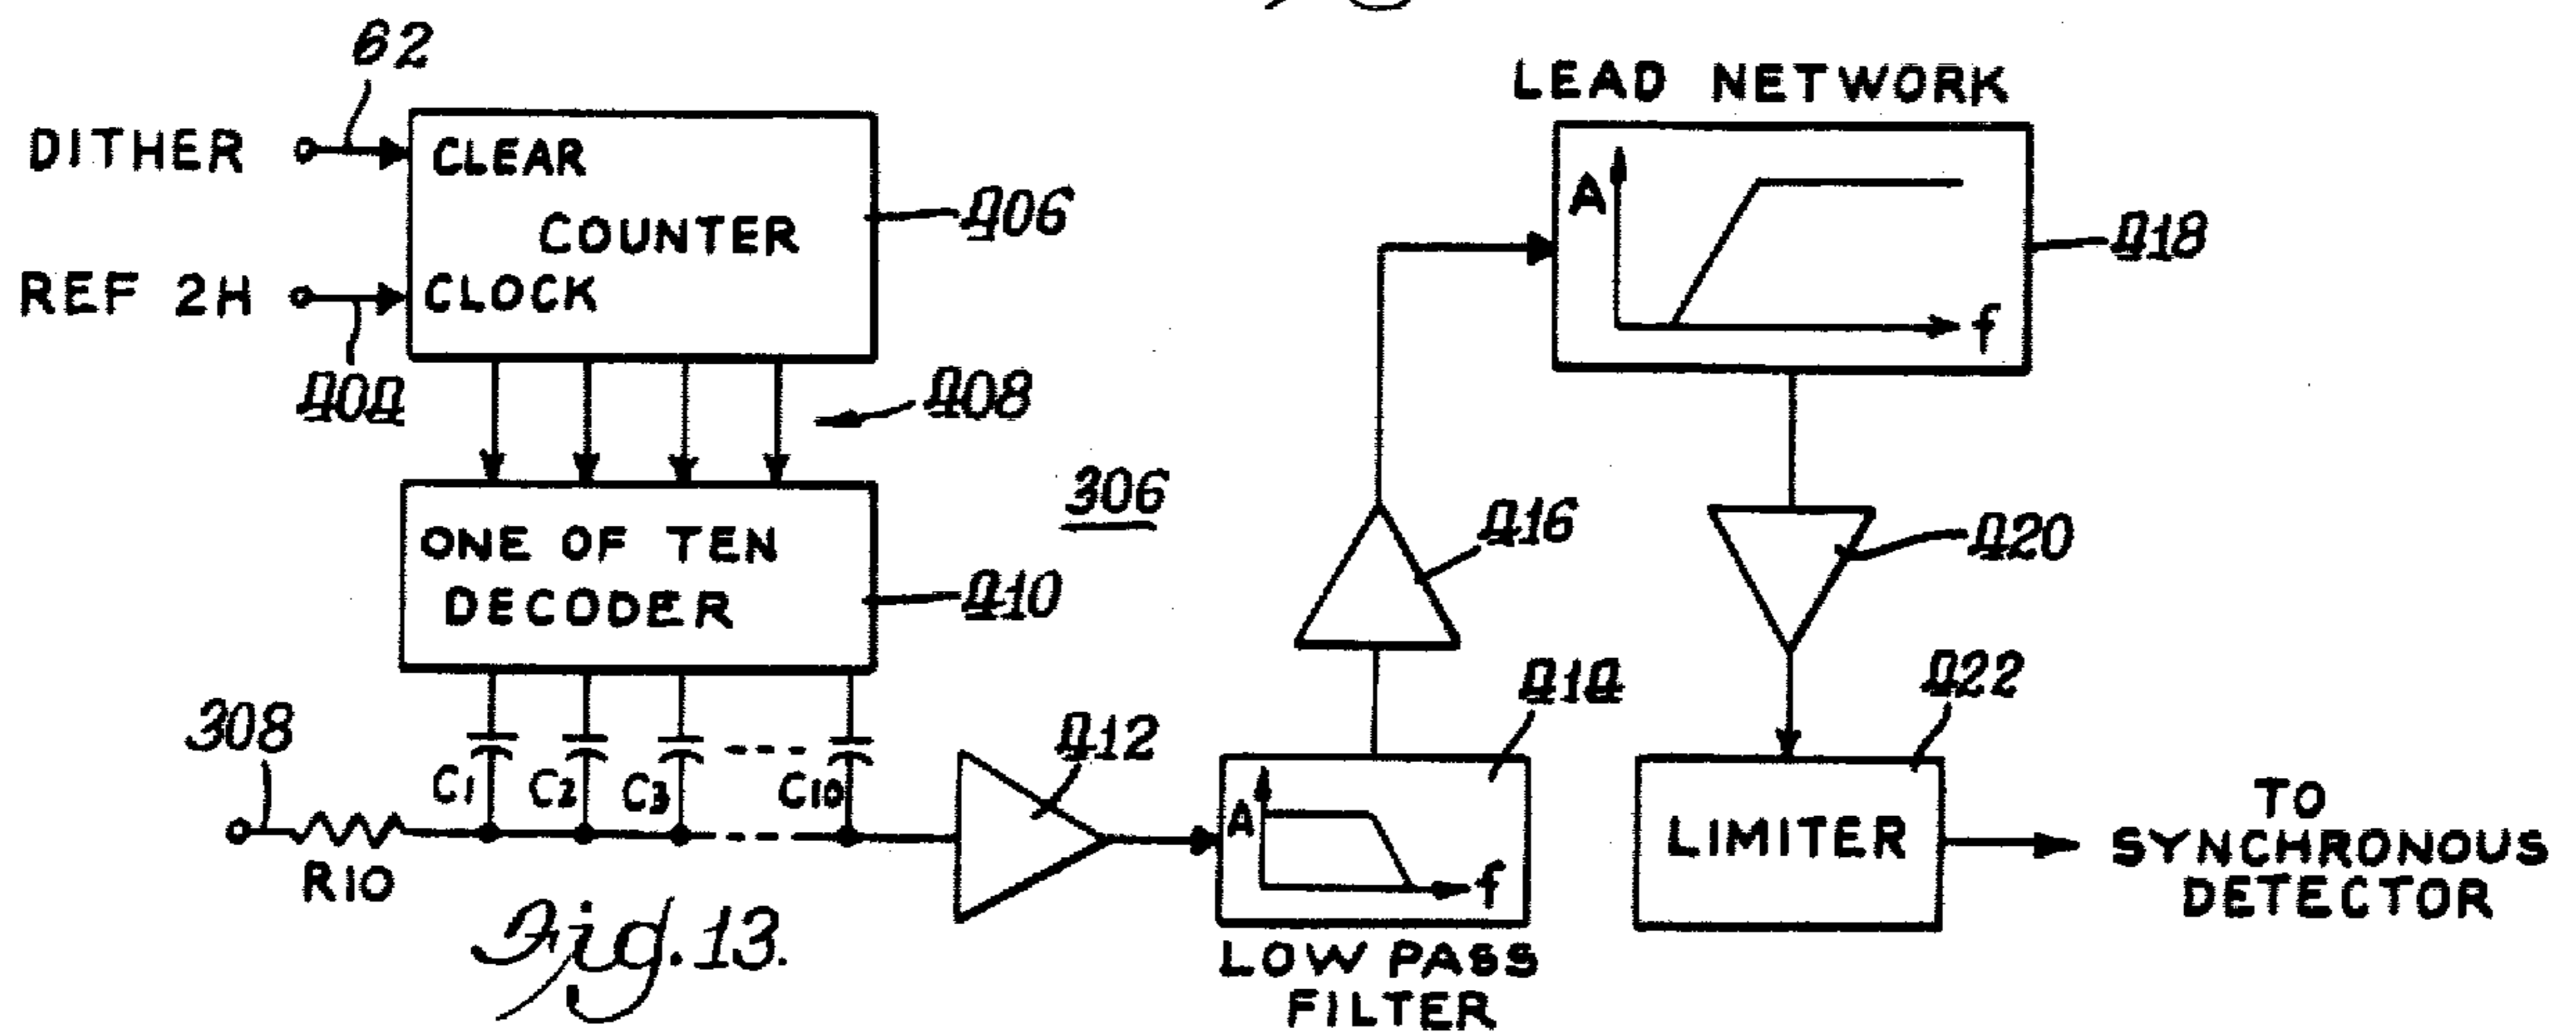 62
DITHER
CLEAR
COUNTER
406
REF 2H
CLOCK
404
408
ONE OF TEN
DECODER
410
306
308
R10
C1
C2
C3
C10
412
414
A
f
LOW PASS
FILTER
416
LEAD NETWORK
A
f
418
420
422
LIMITER
TO
SYNCHRONOUS
DETECTOR
Fig. 13.